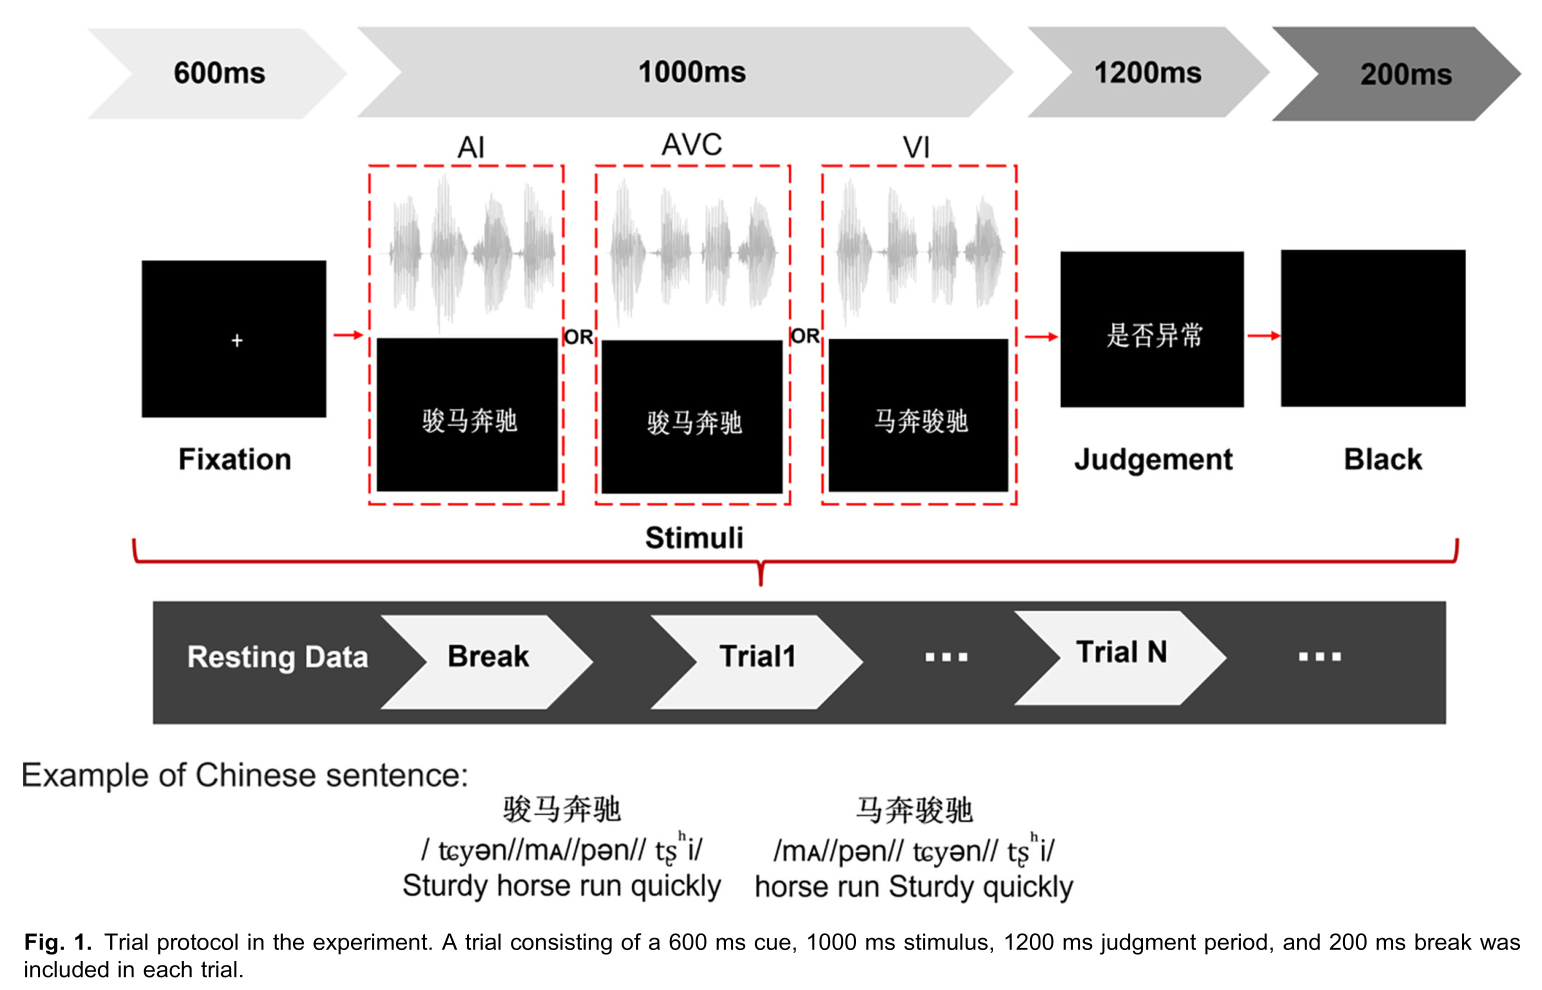 600ms
1000ms
1200ms
200ms
AI
AVC
VI
+
骏马奔驰
OR
骏马奔驰
OR
马奔骏驰
是否异常
Fixation
Stimuli
Judgement
Black
Resting Data
Break
Trial1
...
Trial N
...
Example of Chinese sentence:
骏马奔驰
/ tɕyən//mᴀ//pən// tʂʰi/
Sturdy horse run quickly
马奔骏驰
/mᴀ//pən// tɕyən// tʂʰi/
horse run Sturdy quickly
Fig. 1. Trial protocol in the experiment. A trial consisting of a 600 ms cue, 1000 ms stimulus, 1200 ms judgment period, and 200 ms break was
included in each trial.